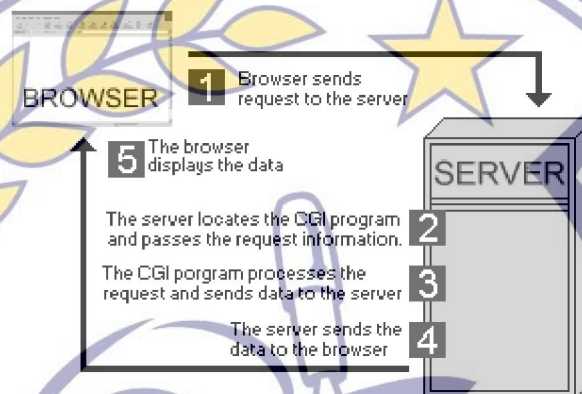 BROWSER
1 Browser sends
request to the server
5 The browser
displays the data
SERVER
The server locates the CGI program 2
and passes the request information.
The CGI porgram processes the 3
request and sends data to the server
The server sends the 4
data to the browser